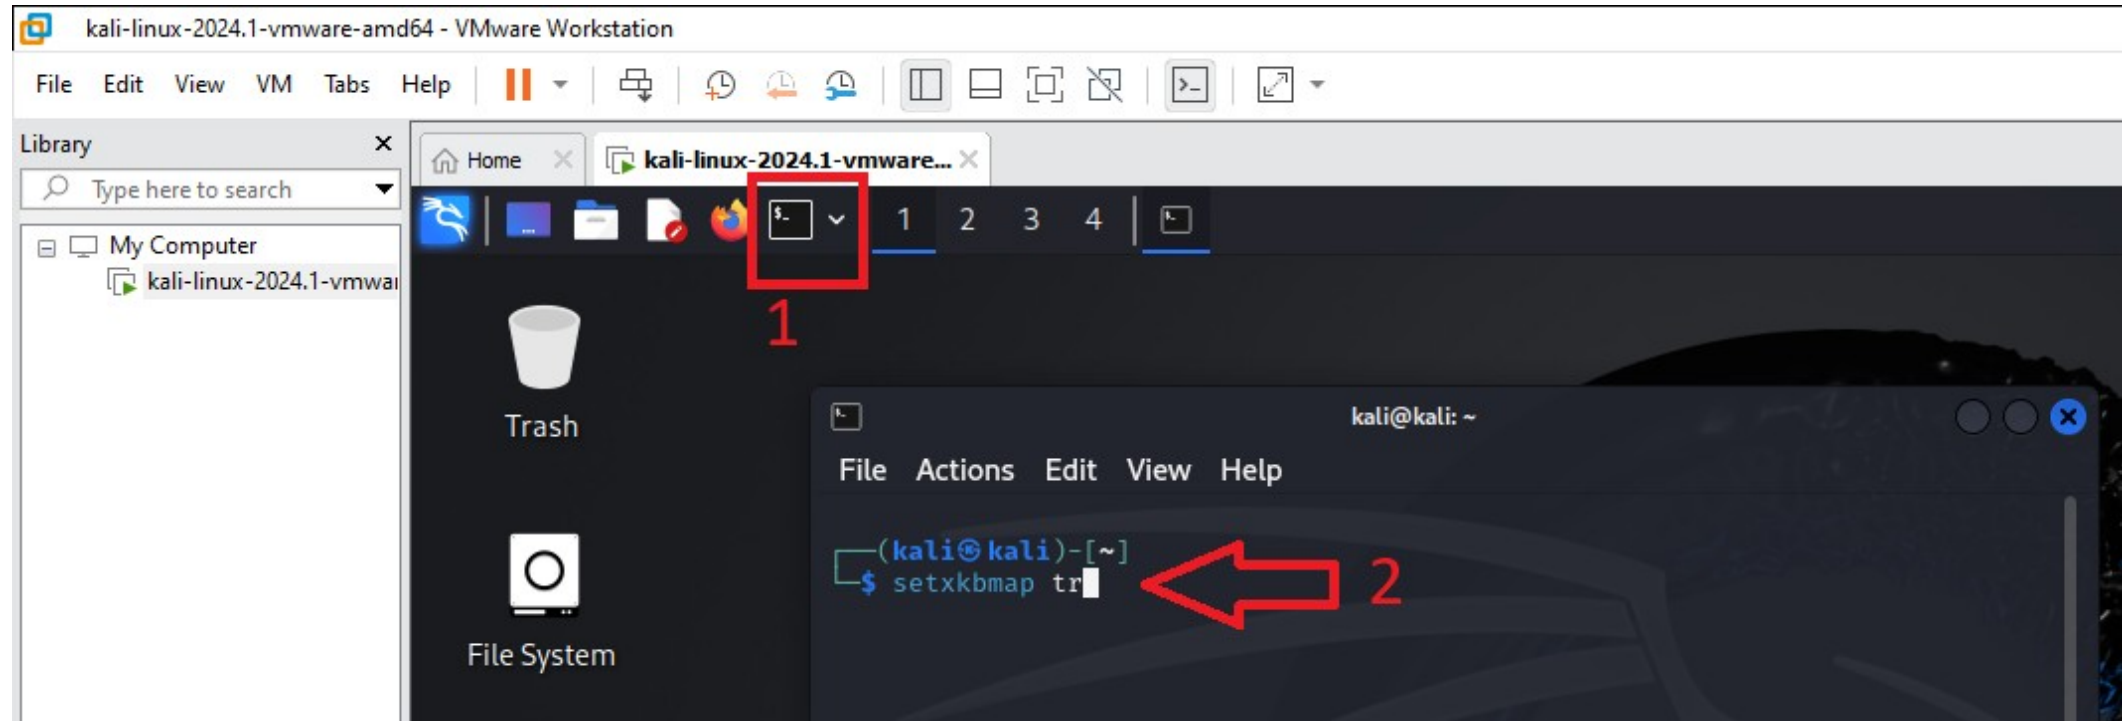 kali-linux-2024.1-vmware-amd64 - VMware Workstation
File Edit View VM Tabs Help
Library
Type here to search
My Computer
kali-linux-2024.1-vmwar
Home
kali-linux-2024.1-vmware...
$_
1 2 3 4
1
Trash
File System
kali@kali: ~
File Actions Edit View Help
(kali㉿kali)-[~]
$ setxkbmap tr
2